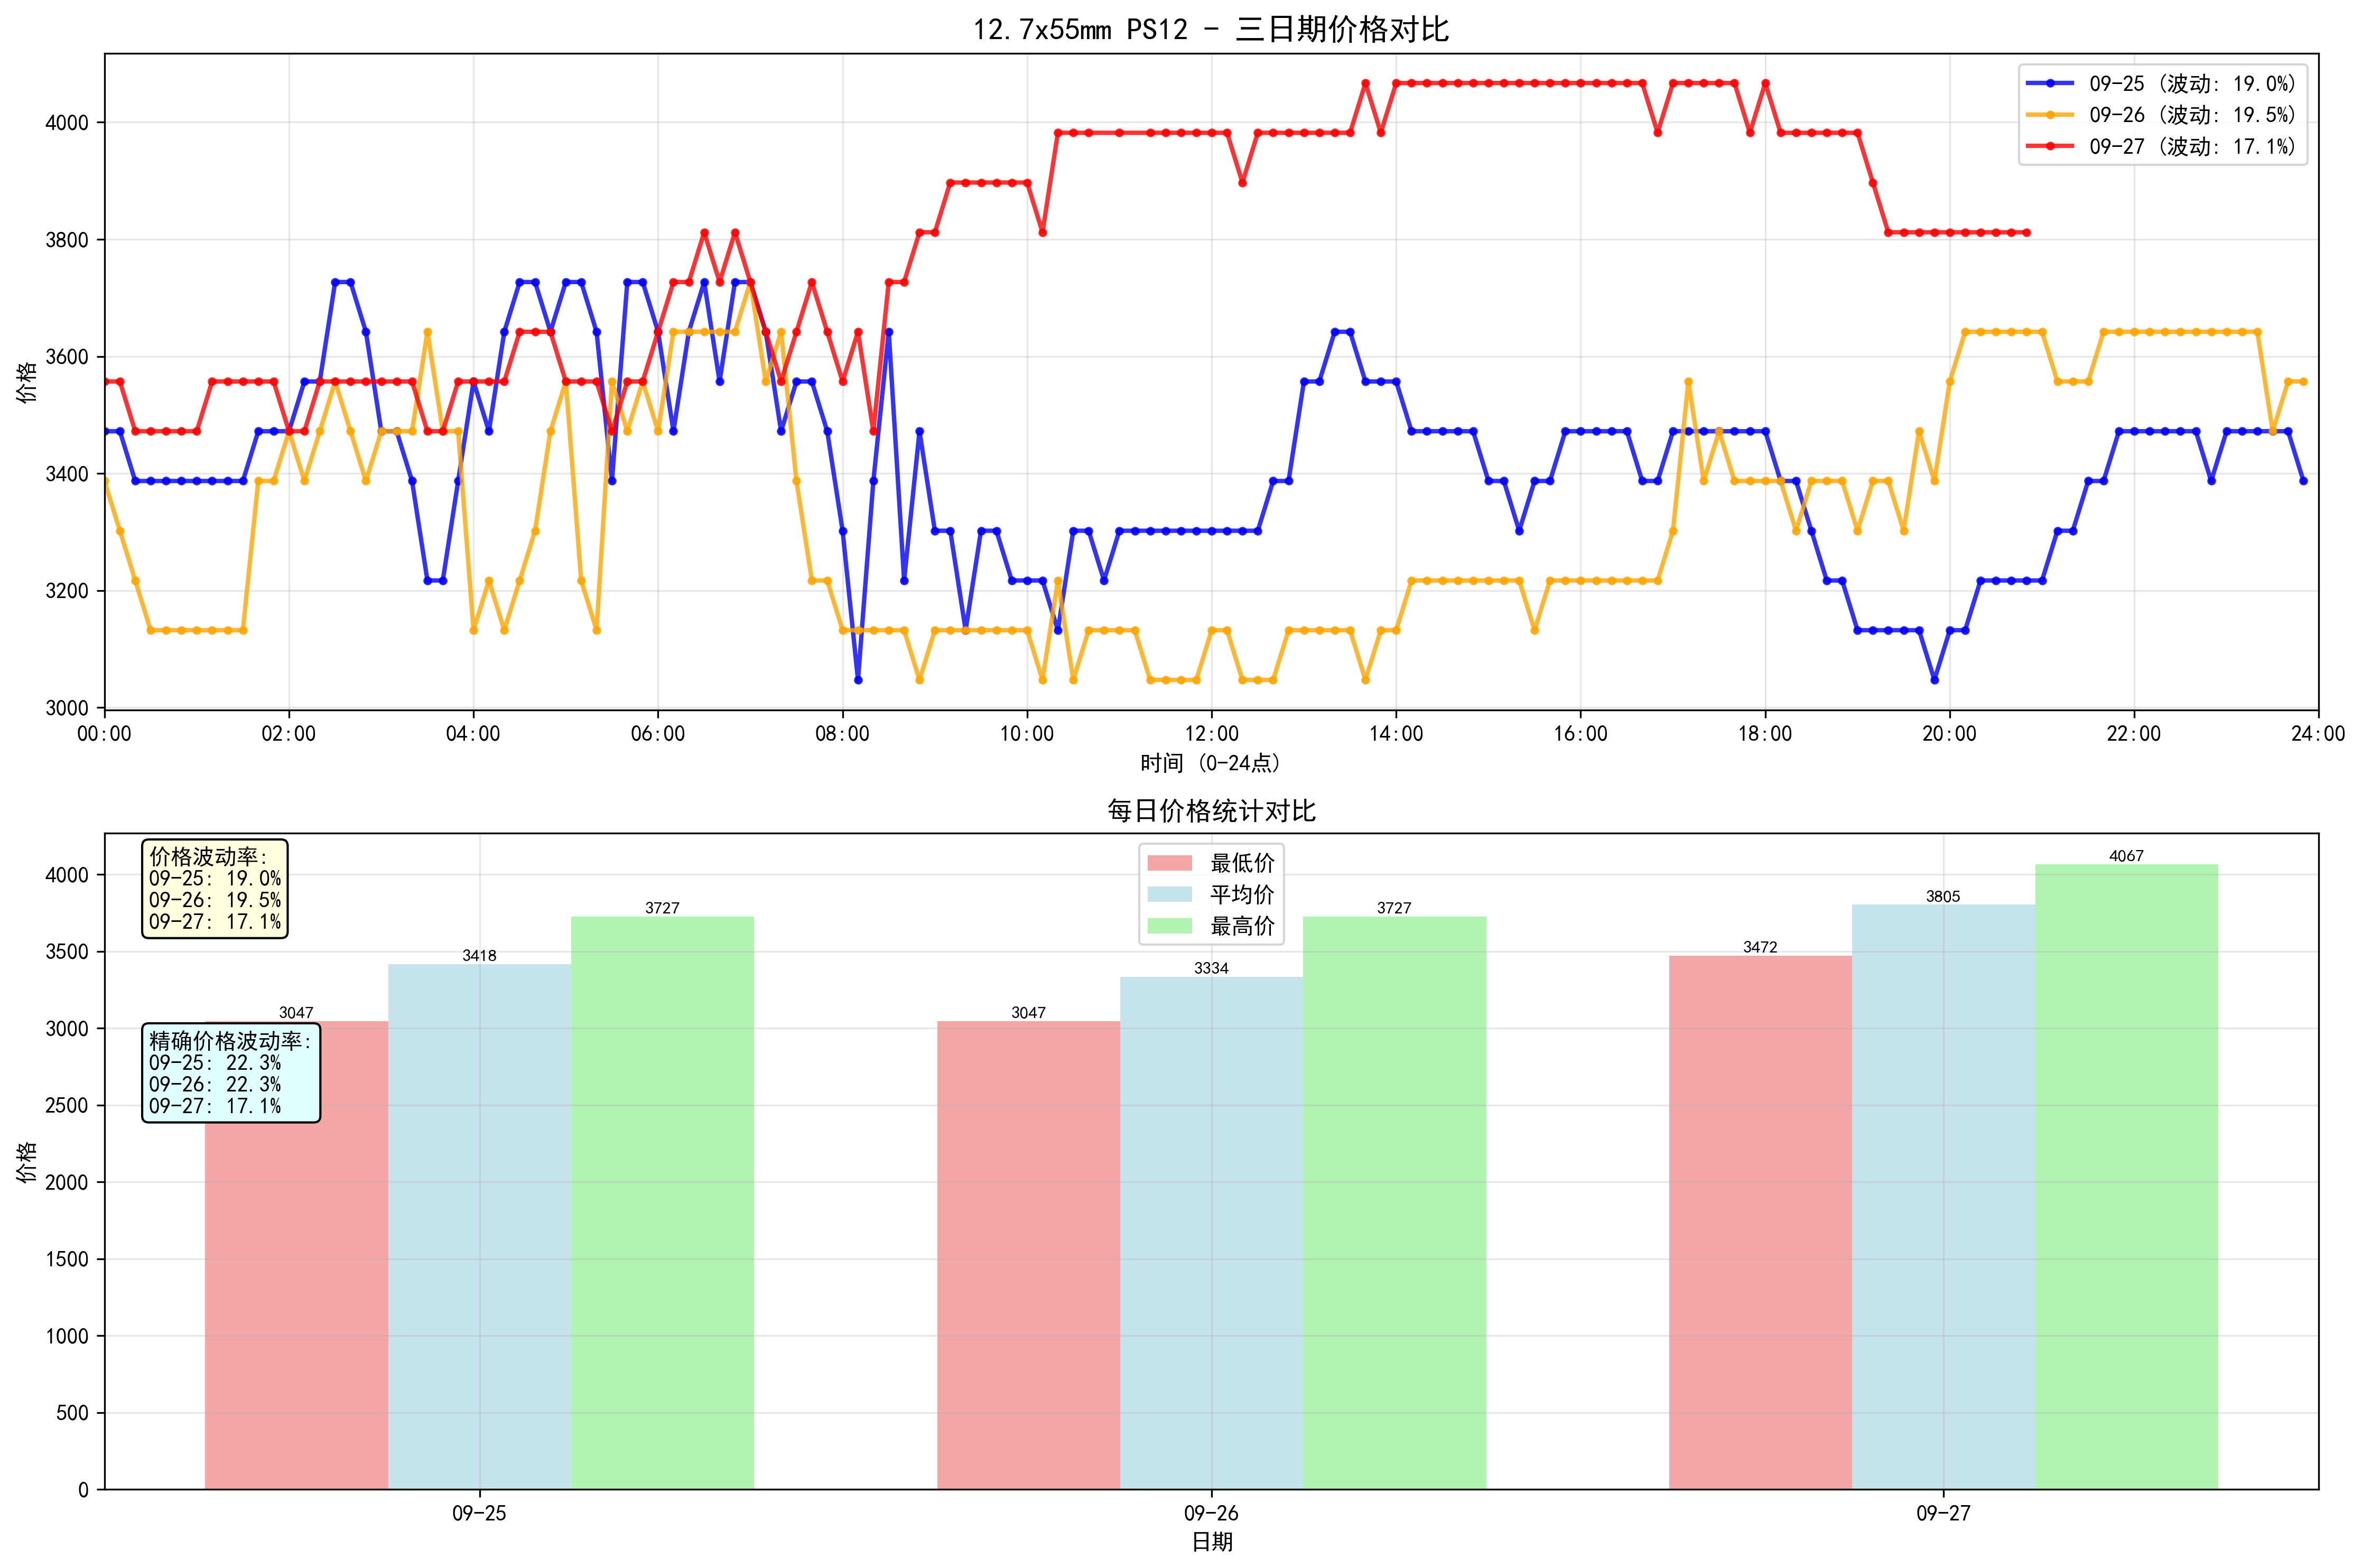 12.7x55mm PS12 - 三日期价格对比
09-25 (波动: 19.0%)
09-26 (波动: 19.5%)
09-27 (波动: 17.1%)
4000
3800
3600
3400
3200
3000
价格
00:00 02:00 04:00 06:00 08:00 10:00 12:00 14:00 16:00 18:00 20:00 22:00 24:00
时间 (0-24点)
每日价格统计对比
价格波动率:
09-25: 19.0%
09-26: 19.5%
09-27: 17.1%
精确价格波动率:
09-25: 22.3%
09-26: 22.3%
09-27: 17.1%
最低价
平均价
最高价
3047 3418 3727
3047 3334 3727
3472 3805 4067
4000
3500
3000
2500
2000
1500
1000
500
0
价格
09-25 09-26 09-27
日期